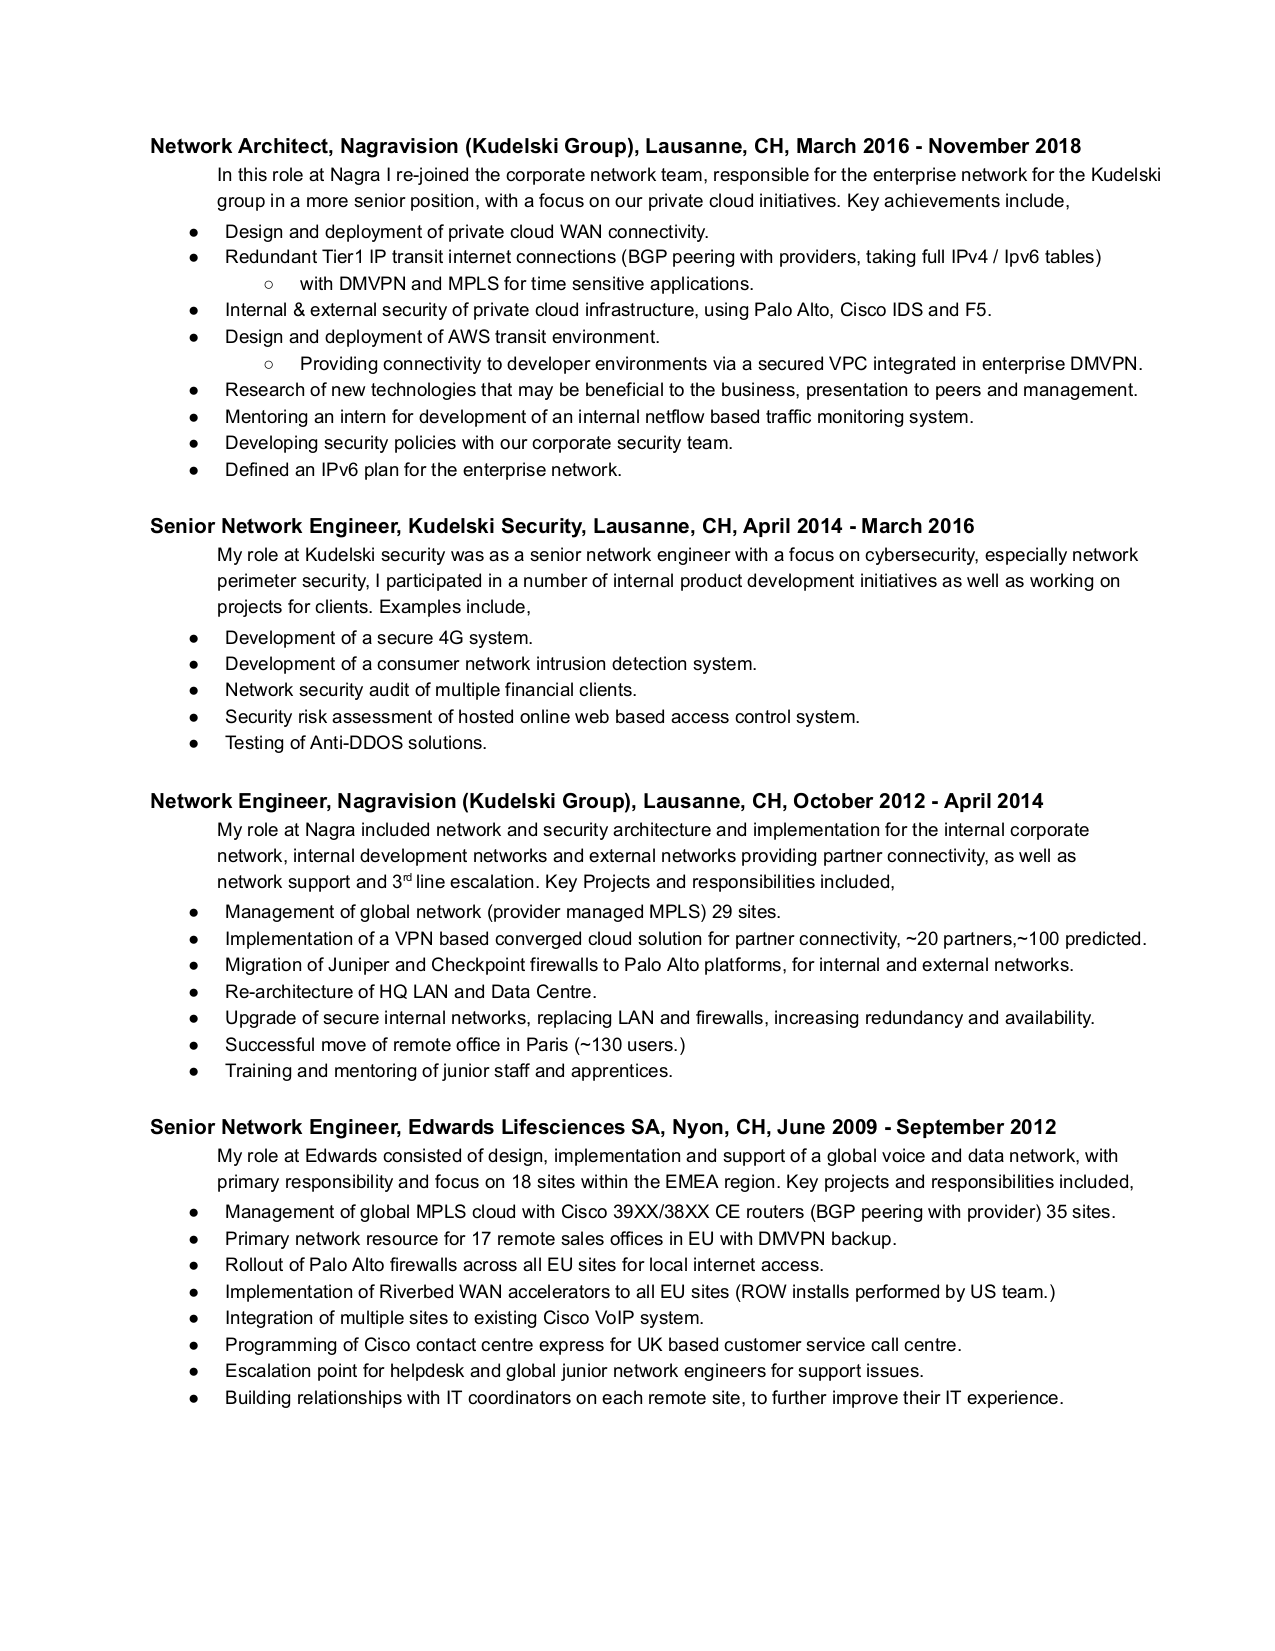 Network Architect, Nagravision (Kudelski Group), Lausanne, CH, March 2016 - November 2018
In this role at Nagra I re-joined the corporate network team, responsible for the enterprise network for the Kudelski
group in a more senior position, with a focus on our private cloud initiatives. Key achievements include,
● Design and deployment of private cloud WAN connectivity.
● Redundant Tier1 IP transit internet connections (BGP peering with providers, taking full IPv4 / Ipv6 tables)
○ with DMVPN and MPLS for time sensitive applications.
● Internal & external security of private cloud infrastructure, using Palo Alto, Cisco IDS and F5.
● Design and deployment of AWS transit environment.
○ Providing connectivity to developer environments via a secured VPC integrated in enterprise DMVPN.
● Research of new technologies that may be beneficial to the business, presentation to peers and management.
● Mentoring an intern for development of an internal netflow based traffic monitoring system.
● Developing security policies with our corporate security team.
● Defined an IPv6 plan for the enterprise network.
Senior Network Engineer, Kudelski Security, Lausanne, CH, April 2014 - March 2016
My role at Kudelski security was as a senior network engineer with a focus on cybersecurity, especially network
perimeter security, I participated in a number of internal product development initiatives as well as working on
projects for clients. Examples include,
● Development of a secure 4G system.
● Development of a consumer network intrusion detection system.
● Network security audit of multiple financial clients.
● Security risk assessment of hosted online web based access control system.
● Testing of Anti-DDOS solutions.
Network Engineer, Nagravision (Kudelski Group), Lausanne, CH, October 2012 - April 2014
My role at Nagra included network and security architecture and implementation for the internal corporate
network, internal development networks and external networks providing partner connectivity, as well as
network support and 3rd line escalation. Key Projects and responsibilities included,
● Management of global network (provider managed MPLS) 29 sites.
● Implementation of a VPN based converged cloud solution for partner connectivity, ~20 partners,~100 predicted.
● Migration of Juniper and Checkpoint firewalls to Palo Alto platforms, for internal and external networks.
● Re-architecture of HQ LAN and Data Centre.
● Upgrade of secure internal networks, replacing LAN and firewalls, increasing redundancy and availability.
● Successful move of remote office in Paris (~130 users.)
● Training and mentoring of junior staff and apprentices.
Senior Network Engineer, Edwards Lifesciences SA, Nyon, CH, June 2009 - September 2012
My role at Edwards consisted of design, implementation and support of a global voice and data network, with
primary responsibility and focus on 18 sites within the EMEA region. Key projects and responsibilities included,
● Management of global MPLS cloud with Cisco 39XX/38XX CE routers (BGP peering with provider) 35 sites.
● Primary network resource for 17 remote sales offices in EU with DMVPN backup.
● Rollout of Palo Alto firewalls across all EU sites for local internet access.
● Implementation of Riverbed WAN accelerators to all EU sites (ROW installs performed by US team.)
● Integration of multiple sites to existing Cisco VoIP system.
● Programming of Cisco contact centre express for UK based customer service call centre.
● Escalation point for helpdesk and global junior network engineers for support issues.
● Building relationships with IT coordinators on each remote site, to further improve their IT experience.